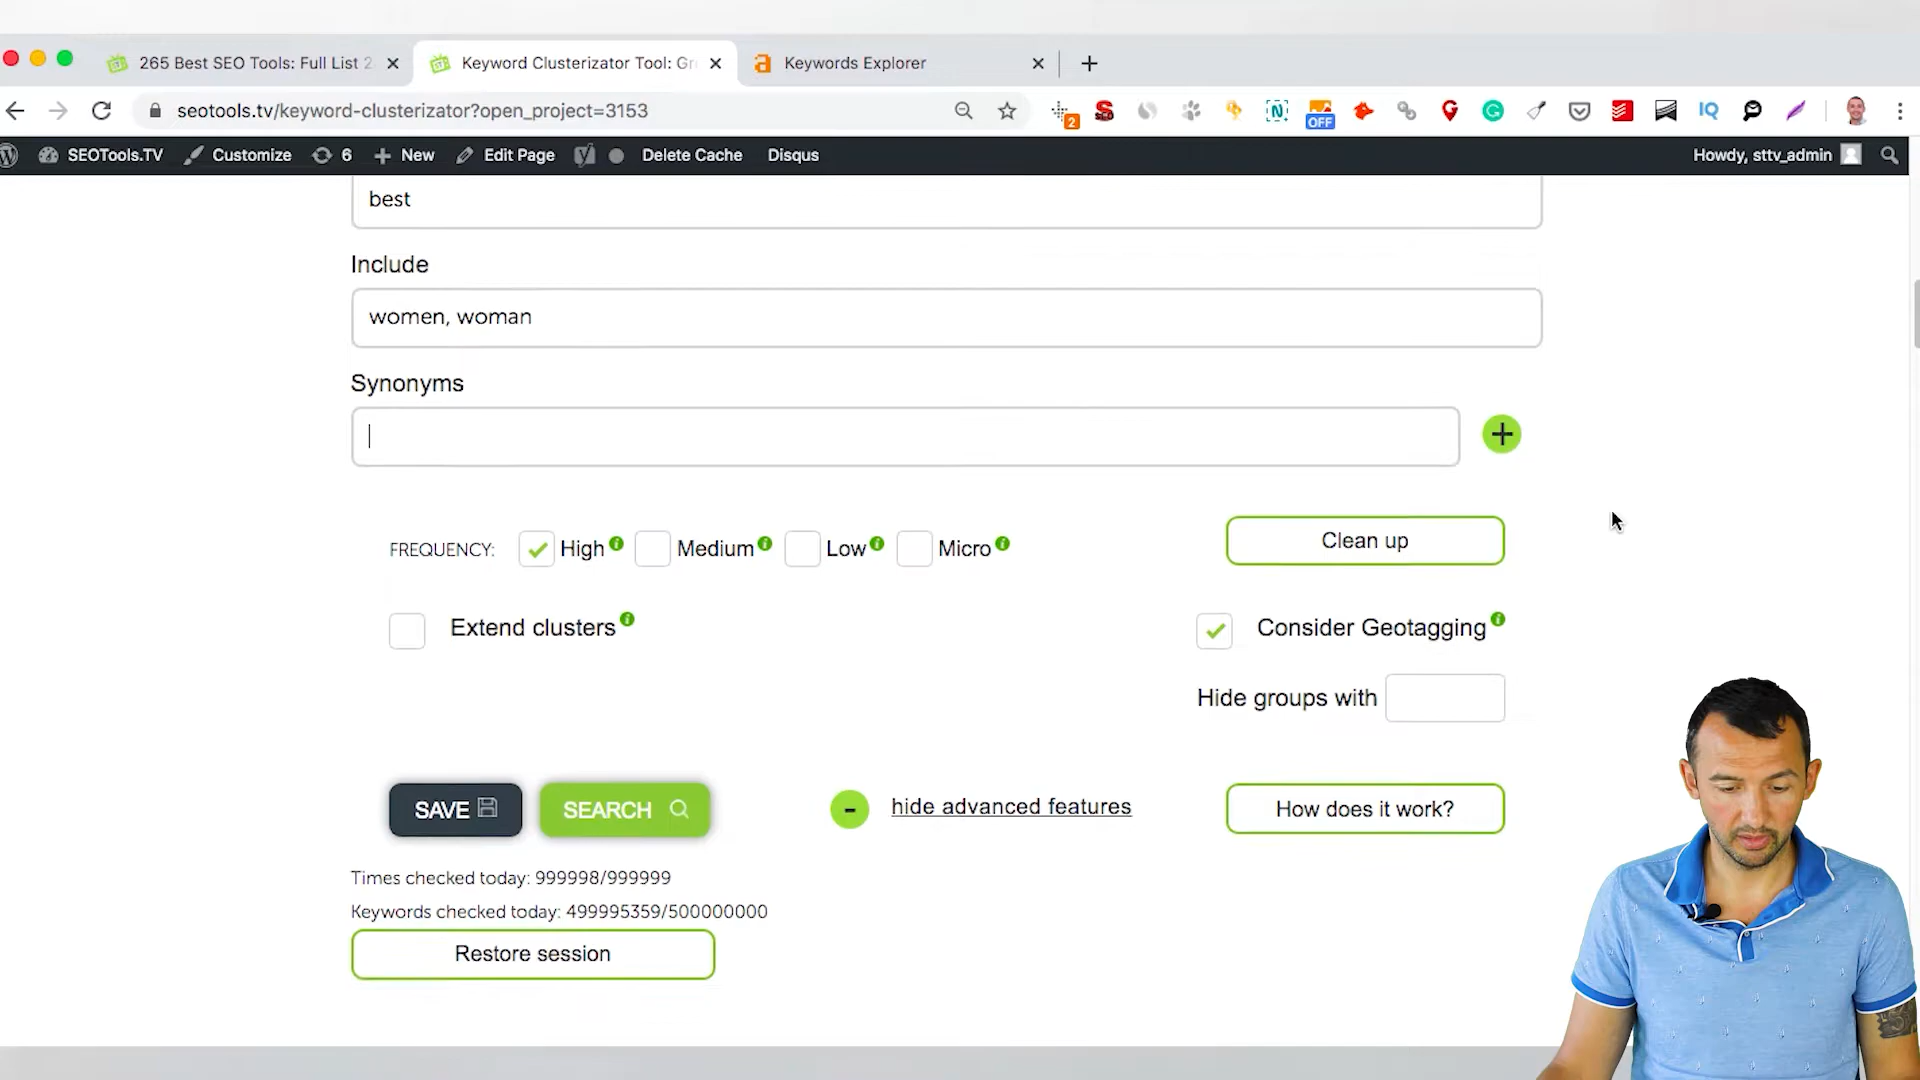 265 Best SEO Tools: Full List 2
Keyword Clusterizator Tool: Gr
Keywords Explorer
seotools.tv/keyword-clusterizator?open_project=3153
2
OFF
IQ
SEOTools.TV
Customize
6
New
Edit Page
Delete Cache
Disqus
Howdy, sttv_admin
best
Include
women, woman
Synonyms
FREQUENCY:
High
Medium
Low
Micro
Clean up
Extend clusters
Consider Geotagging
Hide groups with
SAVE
SEARCH
hide advanced features
How does it work?
Times checked today: 999998/999999
Keywords checked today: 499995359/500000000
Restore session